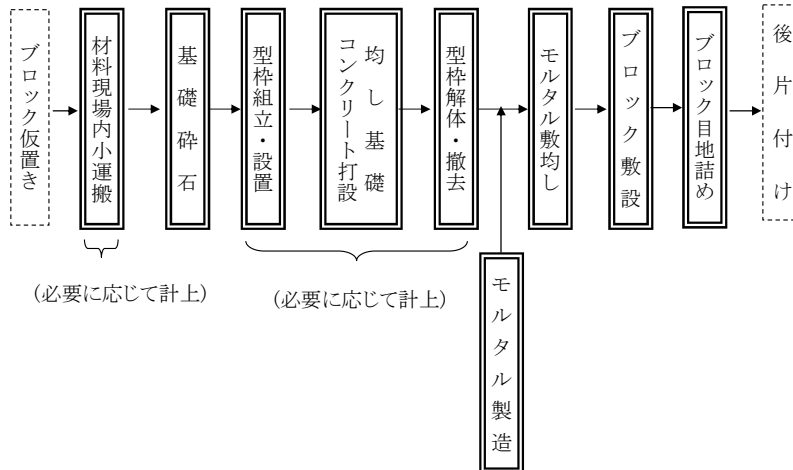 ブロック仮置き
材料現場内小運搬
基礎砕石
型枠組立・設置
均し基礎
コンクリート打設
型枠解体・撤去
モルタル敷均し
ブロック敷設
ブロック目地詰め
後片付け
(必要に応じて計上)
(必要に応じて計上)
モルタル製造